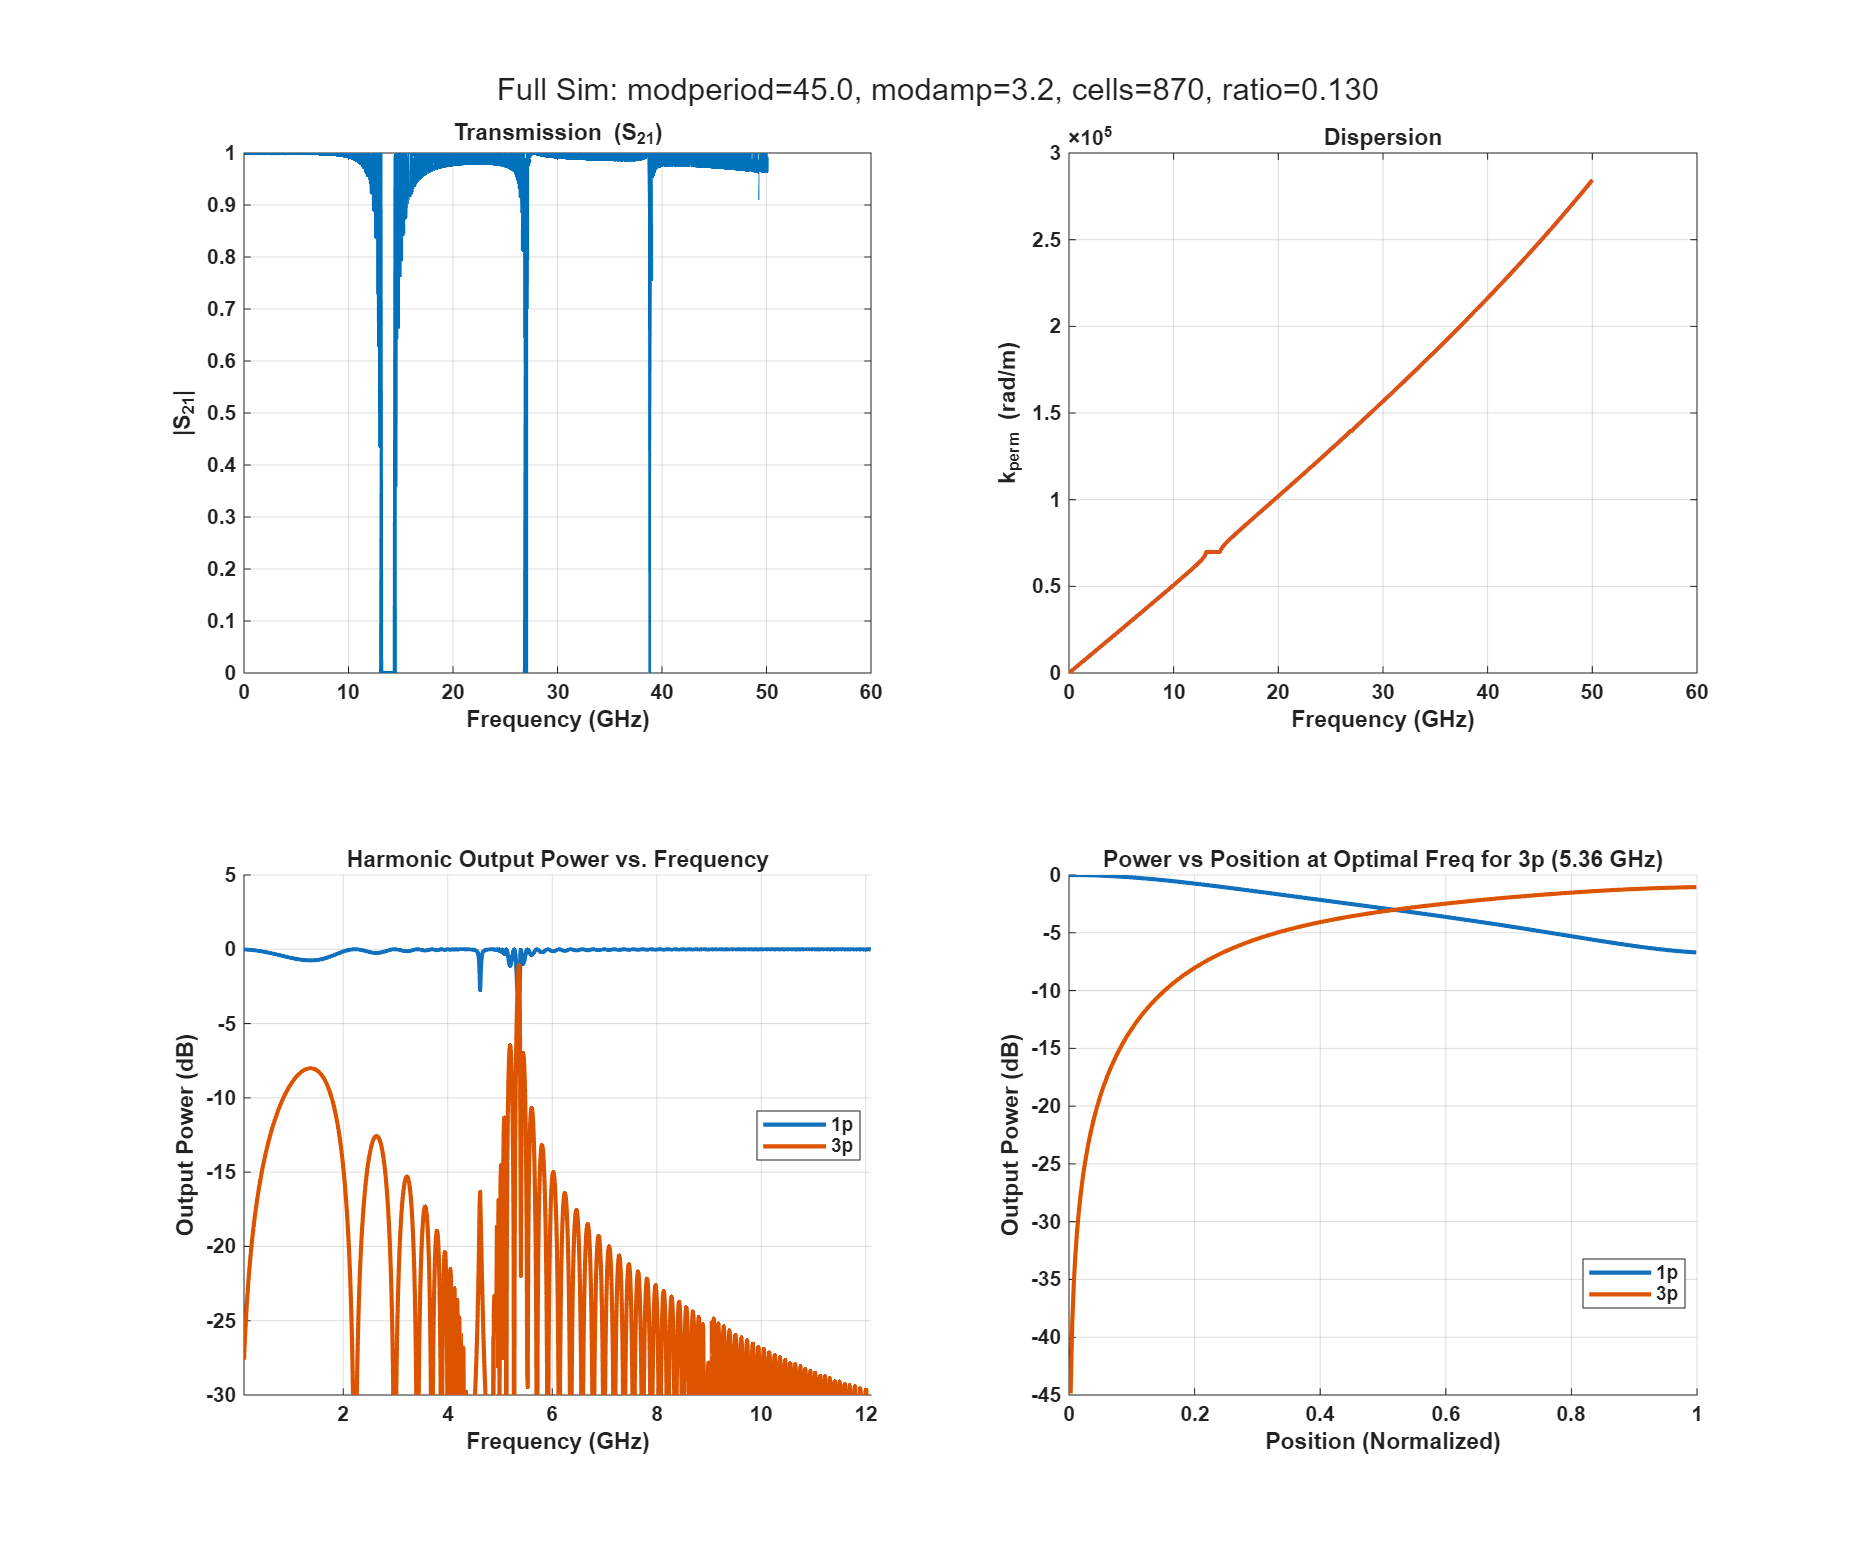 Full Sim: modperiod=45.0, modamp=3.2, cells=870, ratio=0.130
Transmission (S21)
1
0.9
0.8
0.7
0.6
0.5
0.4
0.3
0.2
0.1
0
|S21|
0 10 20 30 40 50 60
Frequency (GHz)
×10^5
Dispersion
3
2.5
2
1.5
1
0.5
0
kperm (rad/m)
0 10 20 30 40 50 60
Frequency (GHz)
Harmonic Output Power vs. Frequency
5
0
-5
-10
-15
-20
-25
-30
Output Power (dB)
1p
3p
2 4 6 8 10 12
Frequency (GHz)
Power vs Position at Optimal Freq for 3p (5.36 GHz)
0
-5
-10
-15
-20
-25
-30
-35
-40
-45
Output Power (dB)
1p
3p
0 0.2 0.4 0.6 0.8 1
Position (Normalized)